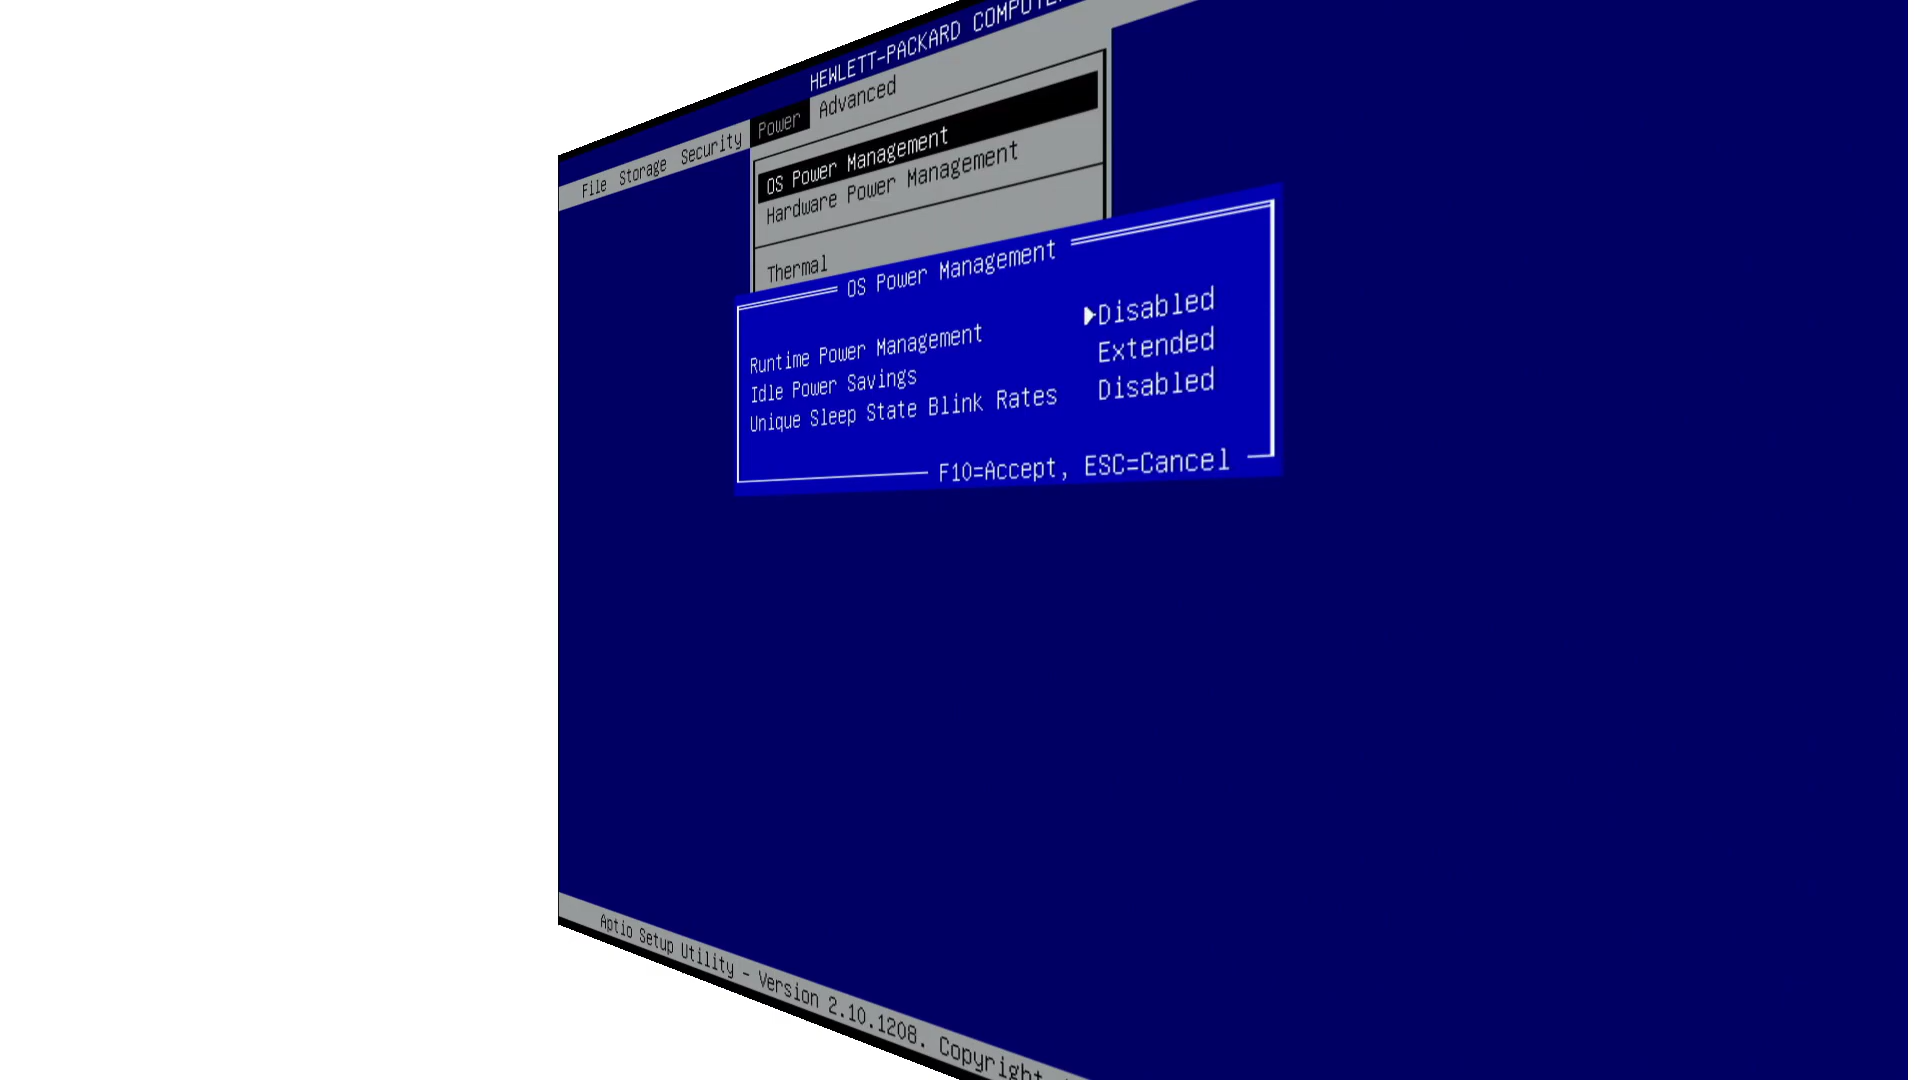 HEWLETT-PACKARD
File Storage Security Power Advanced
OS Power Management
Hardware Power Management
Thermal
OS Power Management
Runtime Power Management ▶Disabled
Idle Power Savings Extended
Unique Sleep State Blink Rates Disabled
F10=Accept, ESC=Cancel
Aptio Setup Utility - Version 2.10.1208. Copyright